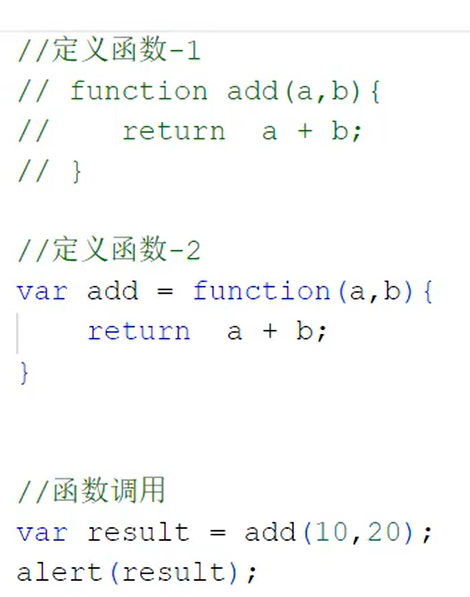 //定义函数-1
// function add(a,b){
//    return  a + b;
// }
//定义函数-2
var add = function(a,b){
    return  a + b;
}
//函数调用
var result = add(10,20);
alert(result);